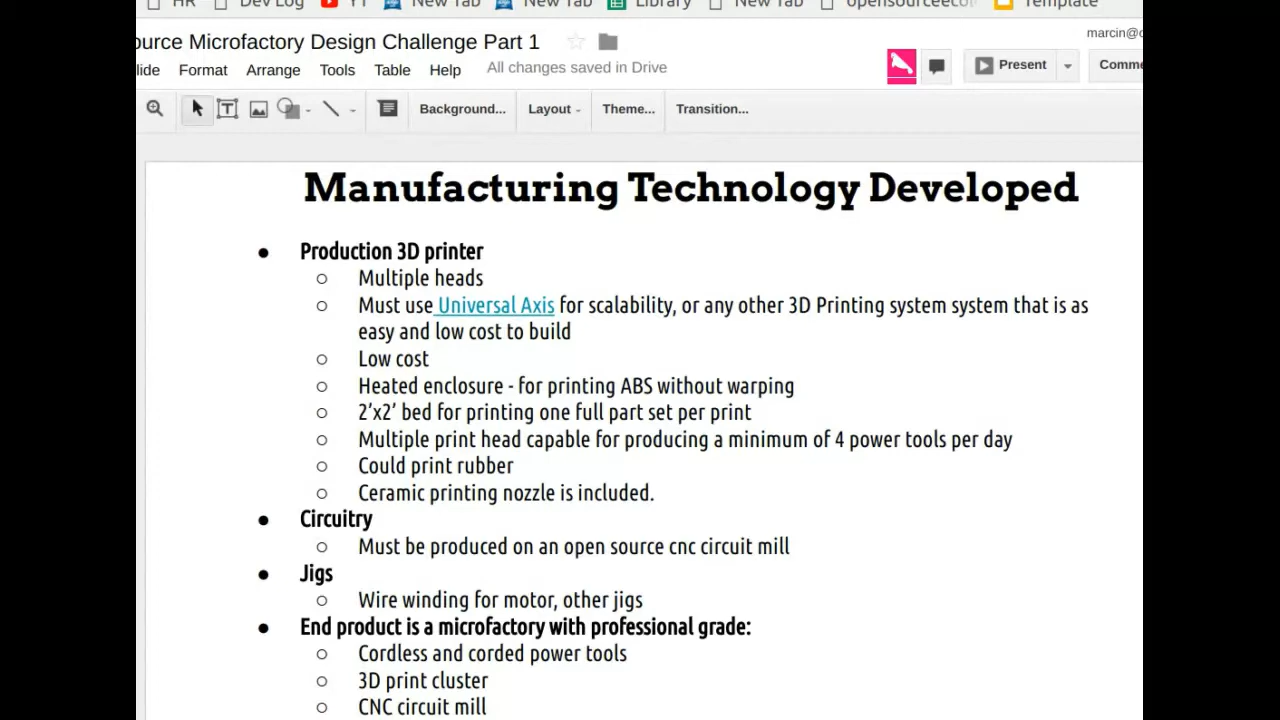 HR Dev Log YT New Tab New Tab Library New Tab opensourceecol Template
ource Microfactory Design Challenge Part 1
marcin@o
lide Format Arrange Tools Table Help All changes saved in Drive
Present Comme
Background... Layout Theme... Transition...
Manufacturing Technology Developed
● Production 3D printer
○ Multiple heads
○ Must use Universal Axis for scalability, or any other 3D Printing system system that is as
easy and low cost to build
○ Low cost
○ Heated enclosure - for printing ABS without warping
○ 2’x2’ bed for printing one full part set per print
○ Multiple print head capable for producing a minimum of 4 power tools per day
○ Could print rubber
○ Ceramic printing nozzle is included.
● Circuitry
○ Must be produced on an open source cnc circuit mill
● Jigs
○ Wire winding for motor, other jigs
● End product is a microfactory with professional grade:
○ Cordless and corded power tools
○ 3D print cluster
○ CNC circuit mill